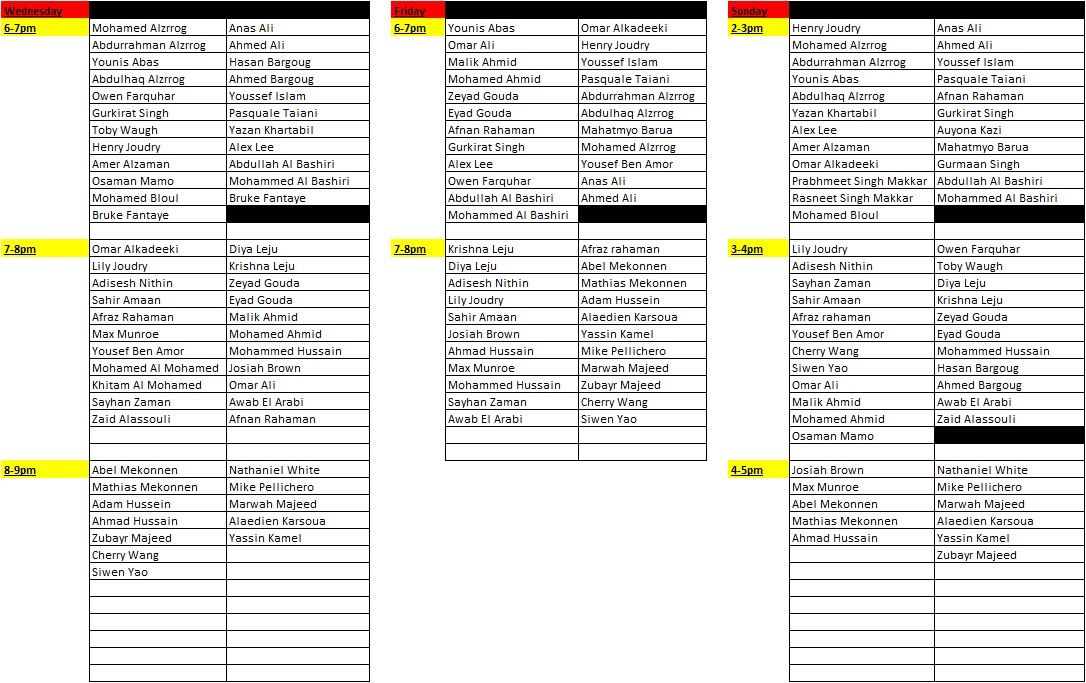 Wednesday Friday Sunday
6-7pm Mohamed Alzrrog Anas Ali 6-7pm Younis Abas Omar Alkadeeki 2-3pm Henry Joudry Anas Ali
Abdurrahman Alzrrog Ahmed Ali Omar Ali Henry Joudry Mohamed Alzrrog Ahmed Ali
Younis Abas Hasan Bargoug Malik Ahmid Youssef Islam Abdurrahman Alzrrog Youssef Islam
Abdulhaq Alzrrog Ahmed Bargoug Mohamed Ahmid Pasquale Taiani Younis Abas Pasquale Taiani
Owen Farquhar Youssef Islam Zeyad Gouda Abdurrahman Alzrrog Abdulhaq Alzrrog Afnan Rahaman
Gurkirat Singh Pasquale Taiani Eyad Gouda Abdulhaq Alzrrog Yazan Khartabil Gurkirat Singh
Toby Waugh Yazan Khartabil Afnan Rahaman Mahatmyo Barua Alex Lee Auyona Kazi
Henry Joudry Alex Lee Gurkirat Singh Mohamed Alzrrog Amer Alzaman Mahatmyo Barua
Amer Alzaman Abdullah Al Bashiri Alex Lee Yousef Ben Amor Omar Alkadeeki Gurmaan Singh
Osaman Mamo Mohammed Al Bashiri Owen Farquhar Anas Ali Prabhmeet Singh Makkar Abdullah Al Bashiri
Mohamed Bloul Bruke Fantaye Abdullah Al Bashiri Ahmed Ali Rasneet Singh Makkar Mohammed Al Bashiri
Bruke Fantaye Mohammed Al Bashiri Mohamed Bloul
7-8pm Omar Alkadeeki Diya Leju 7-8pm Krishna Leju Afraz rahaman 3-4pm Lily Joudry Owen Farquhar
Lily Joudry Krishna Leju Diya Leju Abel Mekonnen Adisesh Nithin Toby Waugh
Adisesh Nithin Zeyad Gouda Adisesh Nithin Mathias Mekonnen Sayhan Zaman Diya Leju
Sahir Amaan Eyad Gouda Lily Joudry Adam Hussein Sahir Amaan Krishna Leju
Afraz Rahaman Malik Ahmid Sahir Amaan Alaedien Karsoua Afraz rahaman Zeyad Gouda
Max Munroe Mohamed Ahmid Josiah Brown Yassin Kamel Yousef Ben Amor Eyad Gouda
Yousef Ben Amor Mohammed Hussain Ahmad Hussain Mike Pellichero Cherry Wang Mohammed Hussain
Mohamed Al Mohamed Josiah Brown Max Munroe Marwah Majeed Siwen Yao Hasan Bargoug
Khitam Al Mohamed Omar Ali Mohammed Hussain Zubayr Majeed Omar Ali Ahmed Bargoug
Sayhan Zaman Awab El Arabi Sayhan Zaman Cherry Wang Malik Ahmid Awab El Arabi
Zaid Alassouli Afnan Rahaman Awab El Arabi Siwen Yao Mohamed Ahmid Zaid Alassouli
Osaman Mamo
8-9pm Abel Mekonnen Nathaniel White 4-5pm Josiah Brown Nathaniel White
Mathias Mekonnen Mike Pellichero Max Munroe Mike Pellichero
Adam Hussein Marwah Majeed Abel Mekonnen Marwah Majeed
Ahmad Hussain Alaedien Karsoua Mathias Mekonnen Alaedien Karsoua
Zubayr Majeed Yassin Kamel Ahmad Hussain Yassin Kamel
Cherry Wang Zubayr Majeed
Siwen Yao